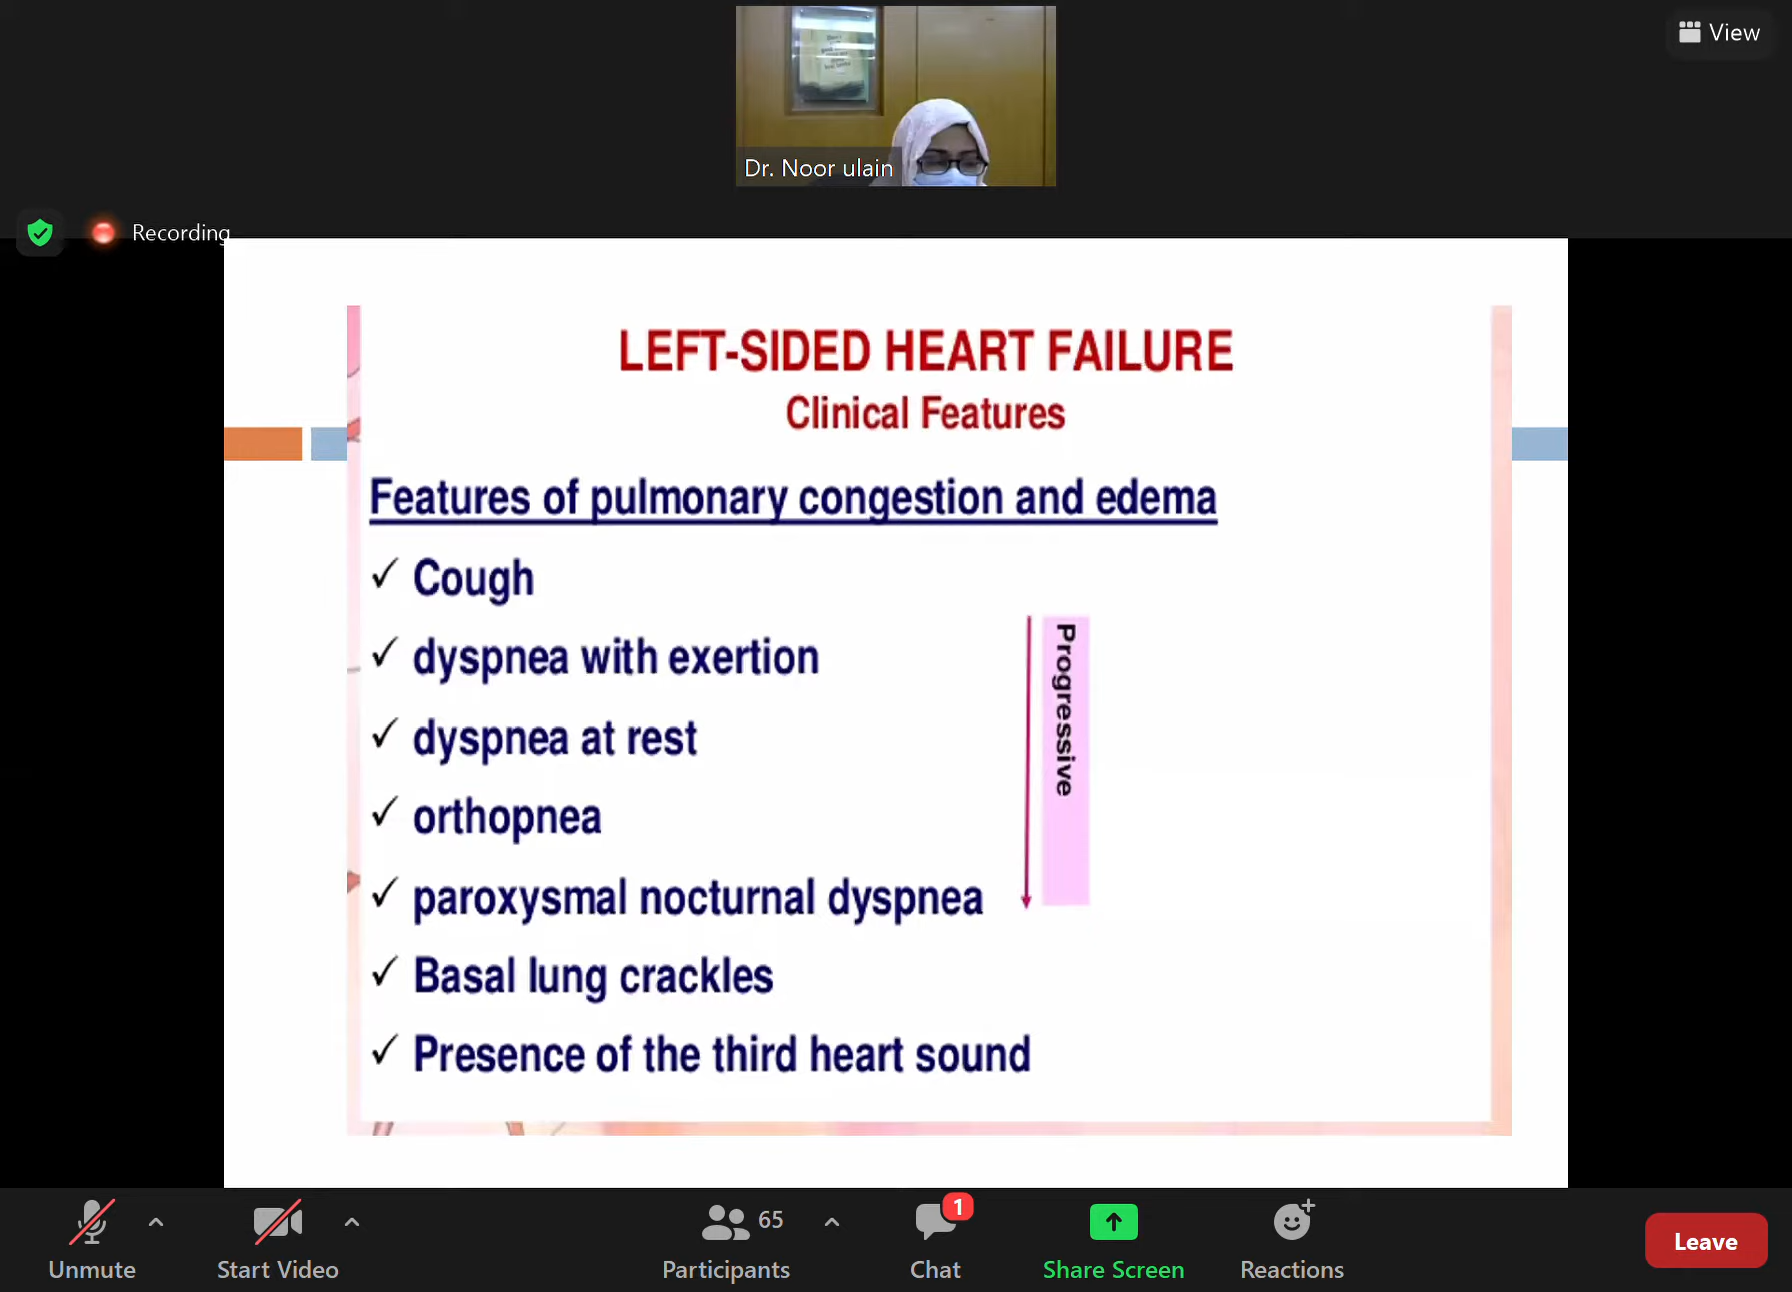 View
Dr. Noor ulain
Recording
LEFT-SIDED HEART FAILURE
Clinical Features
Features of pulmonary congestion and edema
✓ Cough
✓ dyspnea with exertion
✓ dyspnea at rest
✓ orthopnea
✓ paroxysmal nocturnal dyspnea
✓ Basal lung crackles
✓ Presence of the third heart sound
Progressive
65
1
Unmute
Start Video
Participants
Chat
Share Screen
Reactions
Leave